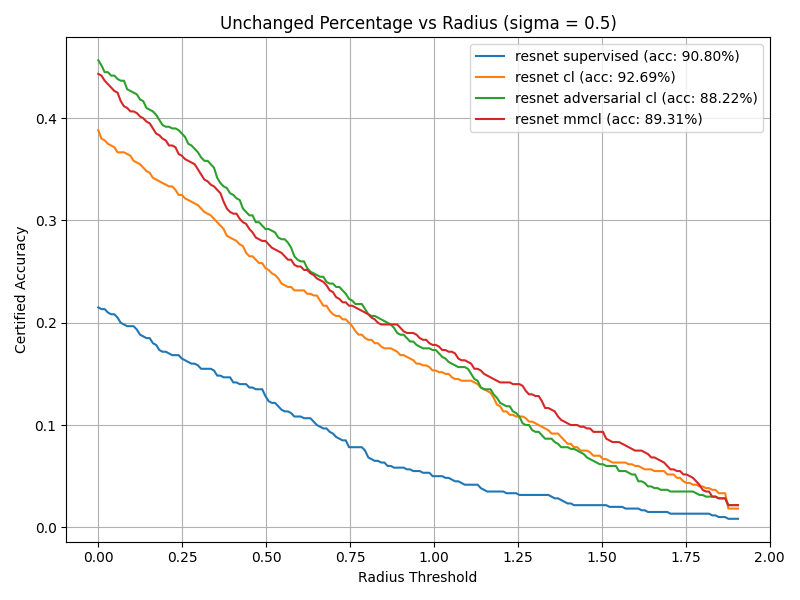 Unchanged Percentage vs Radius (sigma = 0.5)
resnet supervised (acc: 90.80%)
resnet cl (acc: 92.69%)
resnet adversarial cl (acc: 88.22%)
resnet mmcl (acc: 89.31%)
Certified Accuracy
0.4
0.3
0.2
0.1
0.0
0.00 0.25 0.50 0.75 1.00 1.25 1.50 1.75 2.00
Radius Threshold